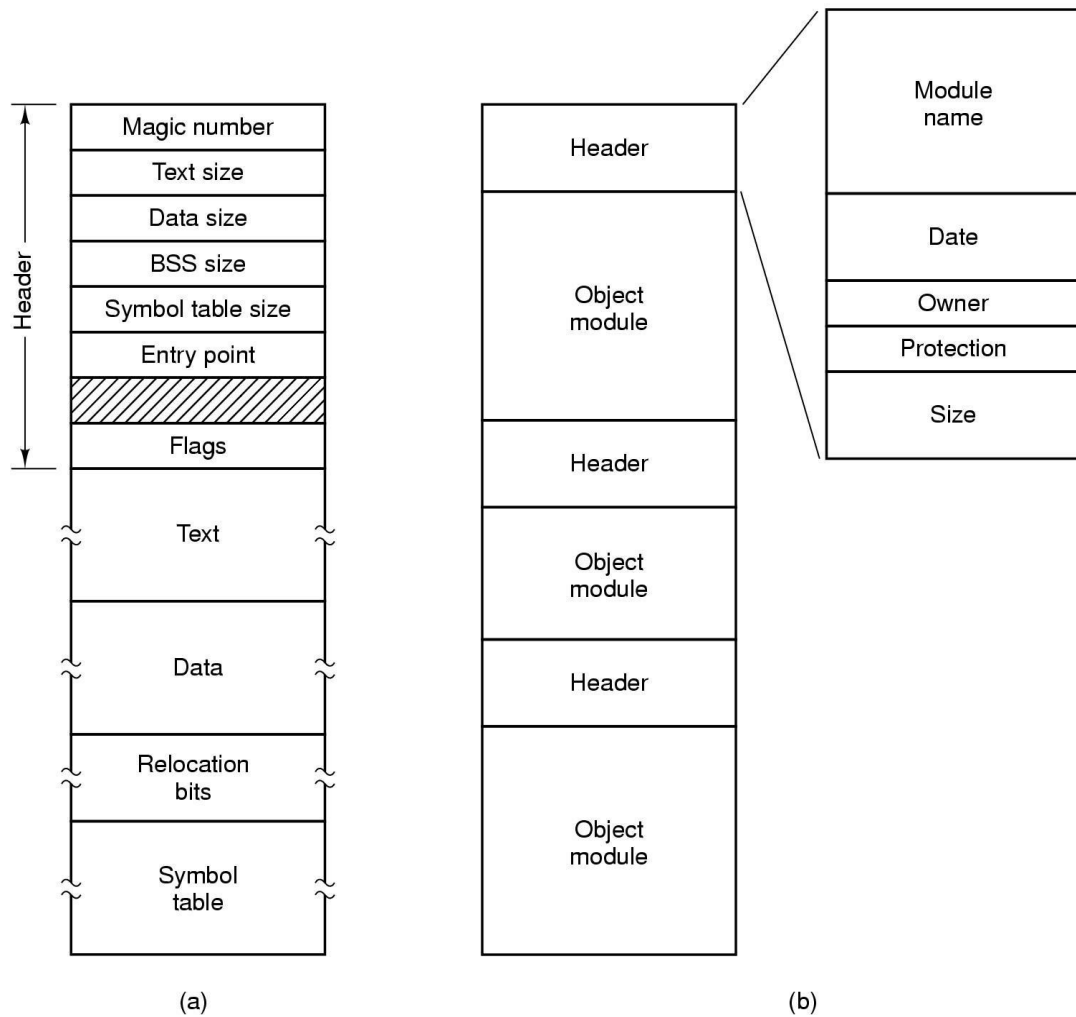 Header
Magic number
Text size
Data size
BSS size
Symbol table size
Entry point
Flags
Text
Data
Relocation
bits
Symbol
table
(a)
Header
Object
module
Header
Object
module
Header
Object
module
Module
name
Date
Owner
Protection
Size
(b)